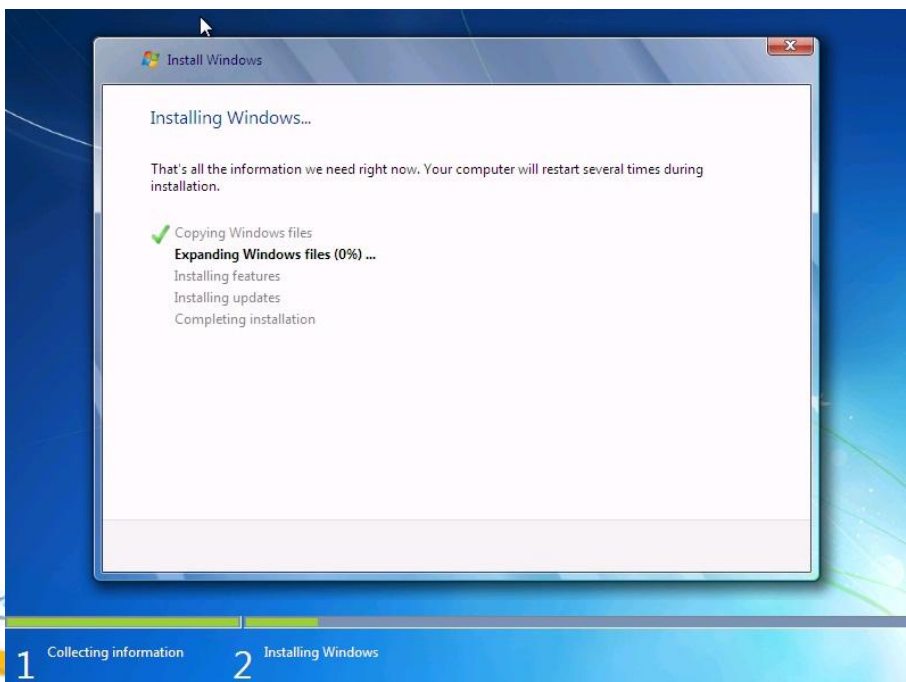 Install Windows
Installing Windows...
That's all the information we need right now. Your computer will restart several times during
installation.
Copying Windows files
Expanding Windows files (0%) ...
Installing features
Installing updates
Completing installation
1 Collecting information
2 Installing Windows